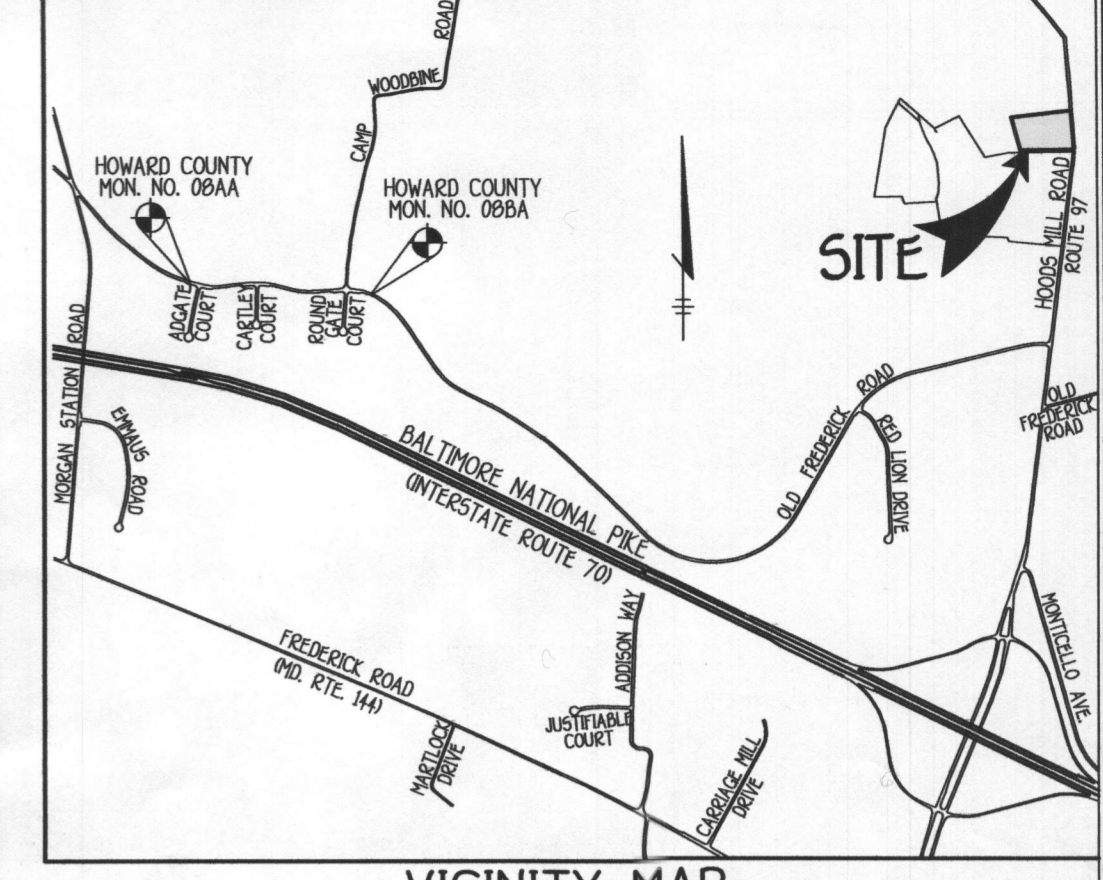 ROAD
WOODBINE
CAMP
HOWARD COUNTY
MON. NO. 08AA
HOWARD COUNTY
MON. NO. 08BA
SITE
HOODS MILL ROAD
ROUTE 97
ADGATE
COURT
CARTLEY
COURT
ROUND
GATE
COURT
MORGAN STATION ROAD
EMMAUS ROAD
OLD FREDERICK ROAD
RED LION DRIVE
OLD
FREDERICK
ROAD
BALTIMORE NATIONAL PIKE
(INTERSTATE ROUTE 70)
MONTICELLO AVE.
FREDERICK ROAD
(MD. RTE. 144)
ADDISON WAY
JUSTIFIABLE
COURT
MARTLOCK
DRIVE
CARRIAGE MILL
DRIVE
VICINITY MAP